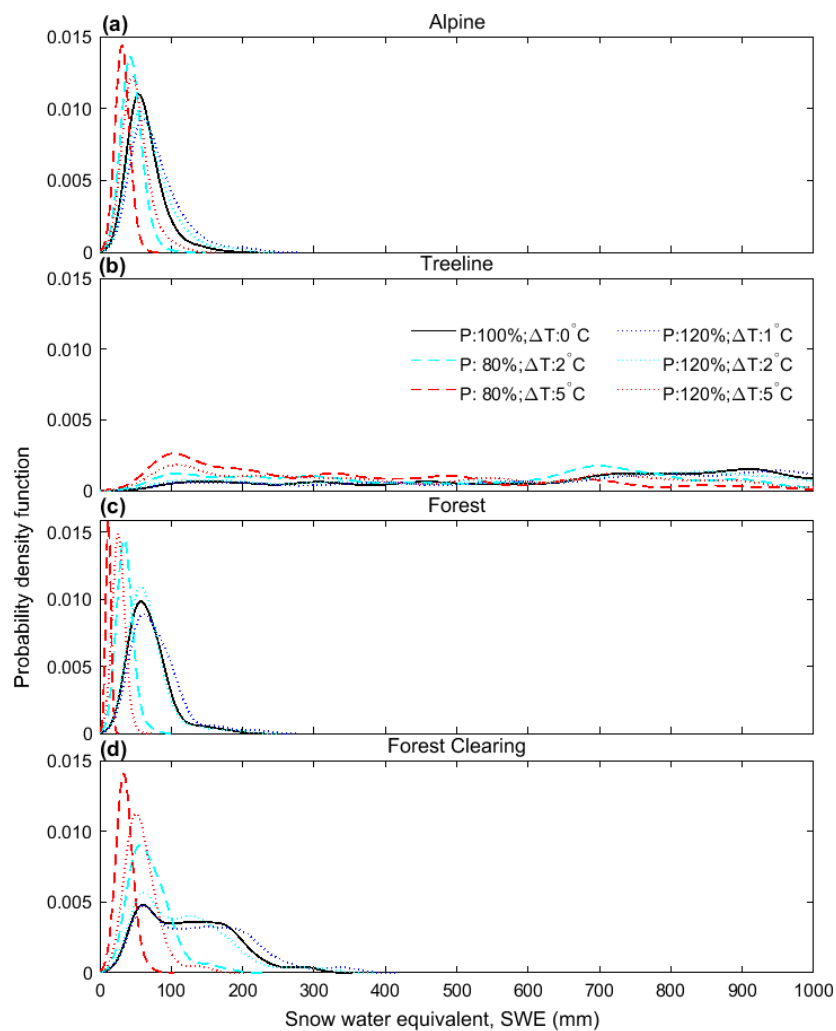 (a)
Alpine
0.015
0.010
0.005
0
(b)
Treeline
0.015
P:100%;ΔT:0°C
P:120%;ΔT:1°C
P: 80%;ΔT:2°C
P:120%;ΔT:2°C
P: 80%;ΔT:5°C
P:120%;ΔT:5°C
0.010
0.005
0
Probability density function
(c)
Forest
0.015
0.010
0.005
0
(d)
Forest Clearing
0.015
0.010
0.005
0
0 100 200 300 400 500 600 700 800 900 1000
Snow water equivalent, SWE (mm)